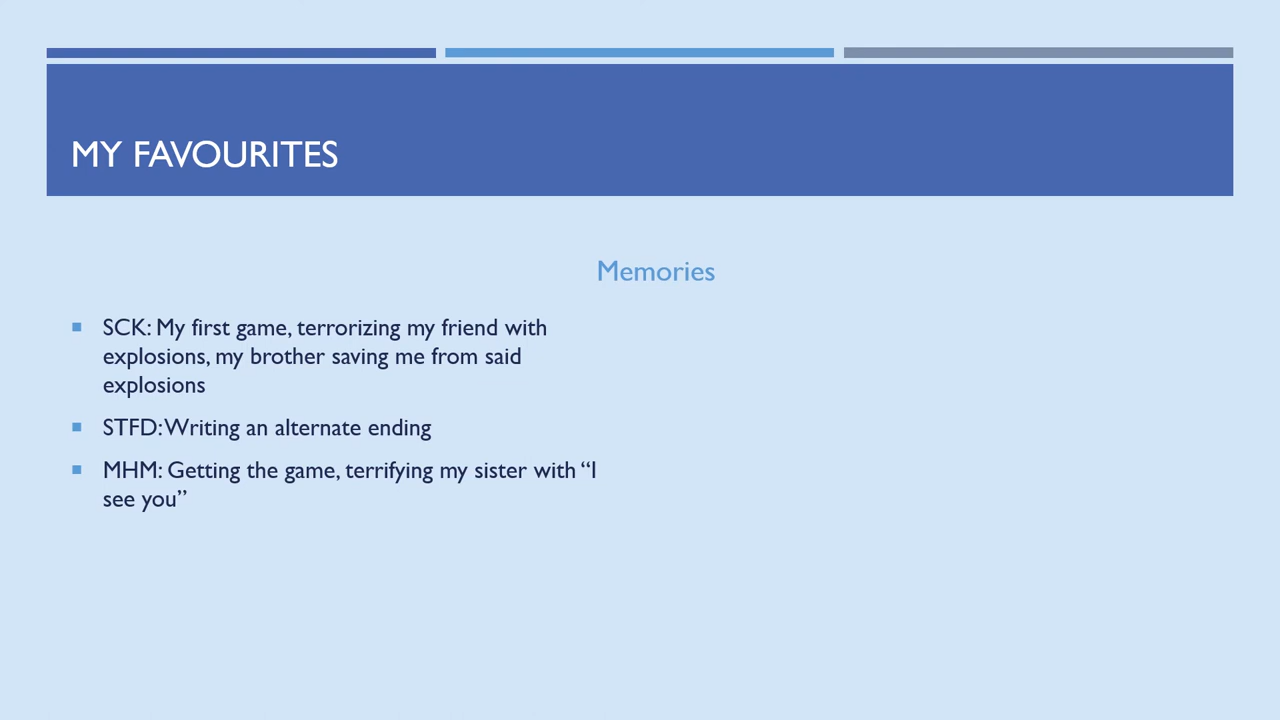 MY FAVOURITES
Memories
SCK: My first game, terrorizing my friend with
explosions, my brother saving me from said
explosions
STFD: Writing an alternate ending
MHM: Getting the game, terrifying my sister with “I
see you”